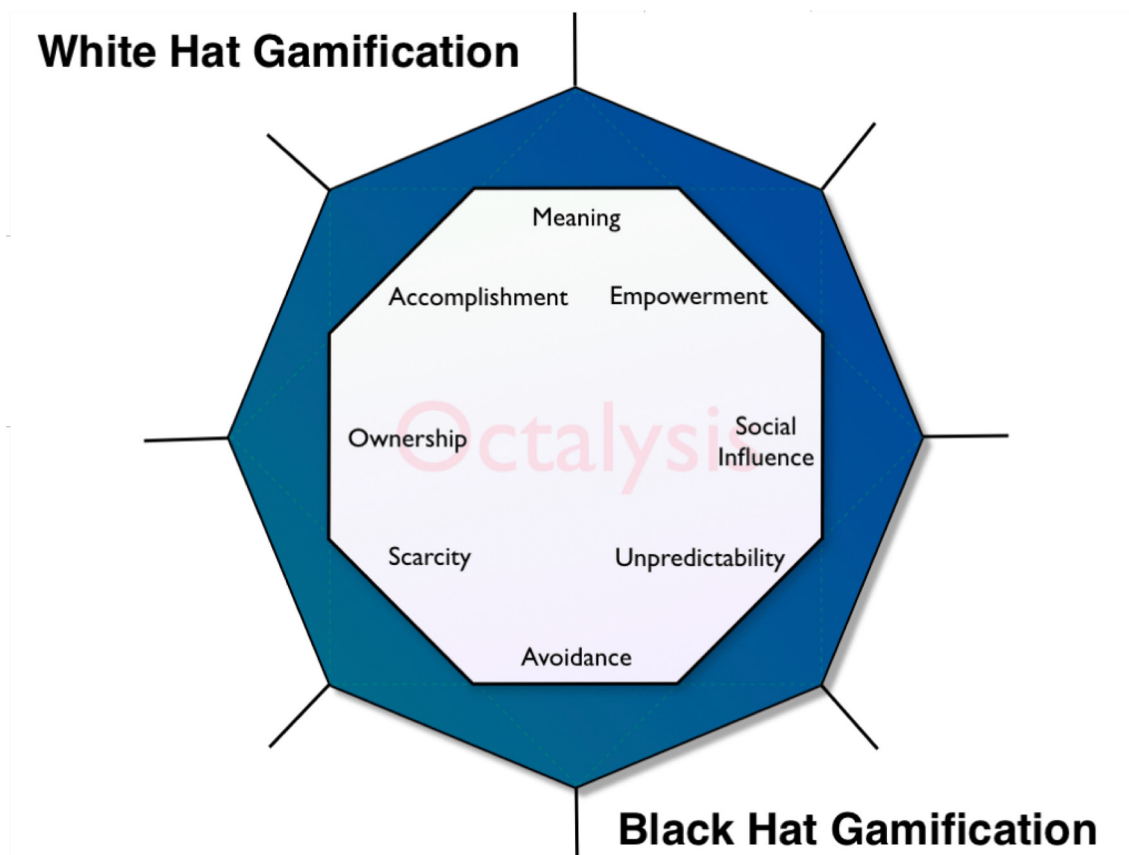 White Hat Gamification
Meaning
Accomplishment
Empowerment
Octalysis
Ownership
Social
Influence
Scarcity
Unpredictability
Avoidance
Black Hat Gamification